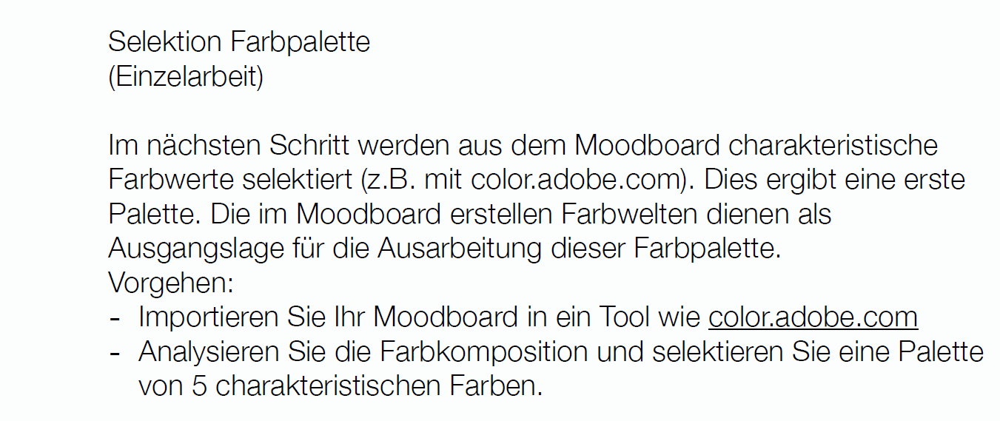 Selektion Farbpalette
(Einzelarbeit)
Im nächsten Schritt werden aus dem Moodboard charakteristische
Farbwerte selektiert (z.B. mit color.adobe.com). Dies ergibt eine erste
Palette. Die im Moodboard erstellen Farbwelten dienen als
Ausgangslage für die Ausarbeitung dieser Farbpalette.
Vorgehen:
- Importieren Sie Ihr Moodboard in ein Tool wie color.adobe.com
- Analysieren Sie die Farbkomposition und selektieren Sie eine Palette
von 5 charakteristischen Farben.